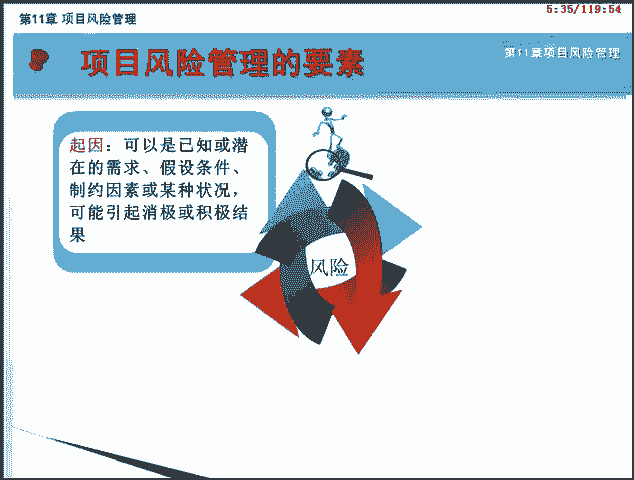 第11章 项目风险管理
5:35/119:54
项目风险管理的要素
第11章项目风险管理
起因：可以是已知或潜
在的需求、假设条件、
制约因素或某种状况，
可能引起消极或积极结
果
风险